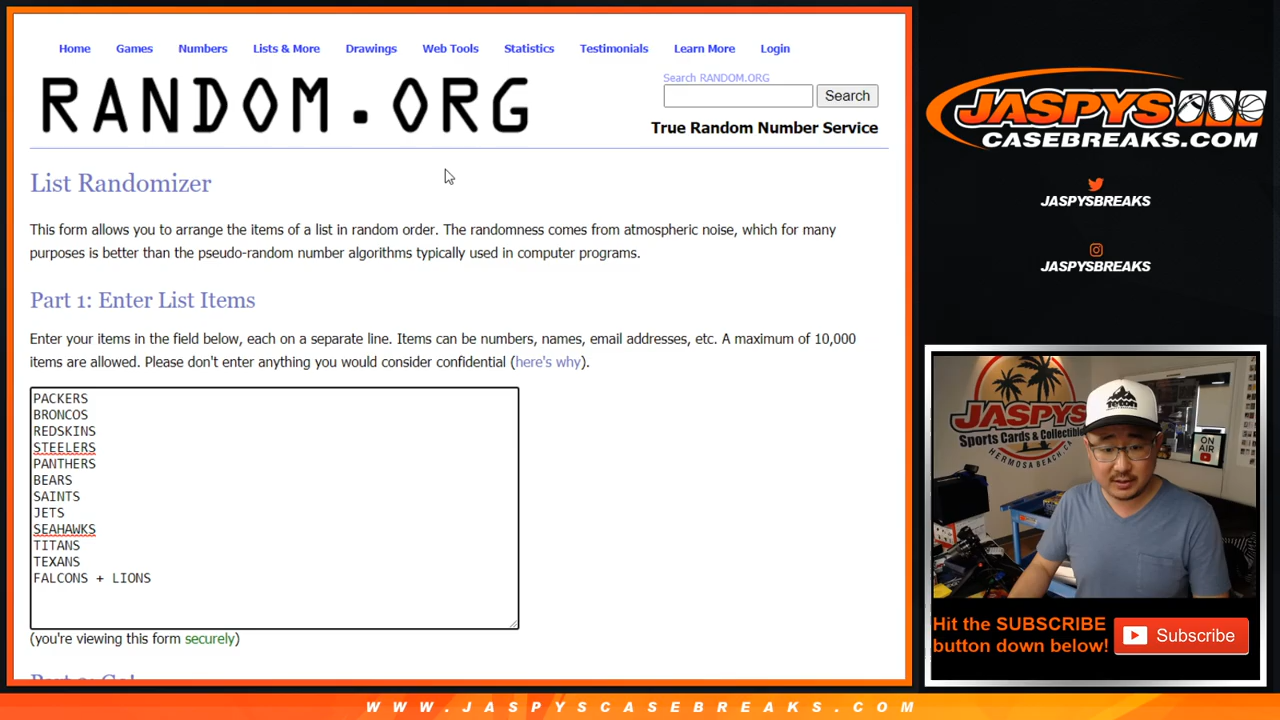 Home Games Numbers Lists & More Drawings Web Tools Statistics Testimonials Learn More Login
RANDOM.ORG
Search RANDOM.ORG
Search
True Random Number Service
List Randomizer
This form allows you to arrange the items of a list in random order. The randomness comes from atmospheric noise, which for many
purposes is better than the pseudo-random number algorithms typically used in computer programs.
Part 1: Enter List Items
Enter your items in the field below, each on a separate line. Items can be numbers, names, email addresses, etc. A maximum of 10,000
items are allowed. Please don't enter anything you would consider confidential (here's why).
PACKERS
BRONCOS
REDSKINS
STEELERS
PANTHERS
BEARS
SAINTS
JETS
SEAHAWKS
TITANS
TEXANS
FALCONS + LIONS
(you're viewing this form securely)
Part 2: Go!
JASPYS
CASEBREAKS.COM
JASPYSBREAKS
JASPYSBREAKS
JASPYS
Sports Cards & Collectibles
HERMOSA BEACH, CA
Teton
ON
AIR
Hit the SUBSCRIBE
button down below!
Subscribe
WWW.JASPYSCASEBREAKS.COM